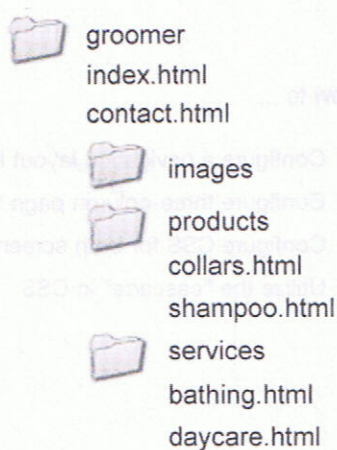 groomer
index.html
contact.html
images
products
collars.html
shampoo.html
services
bathing.html
daycare.html